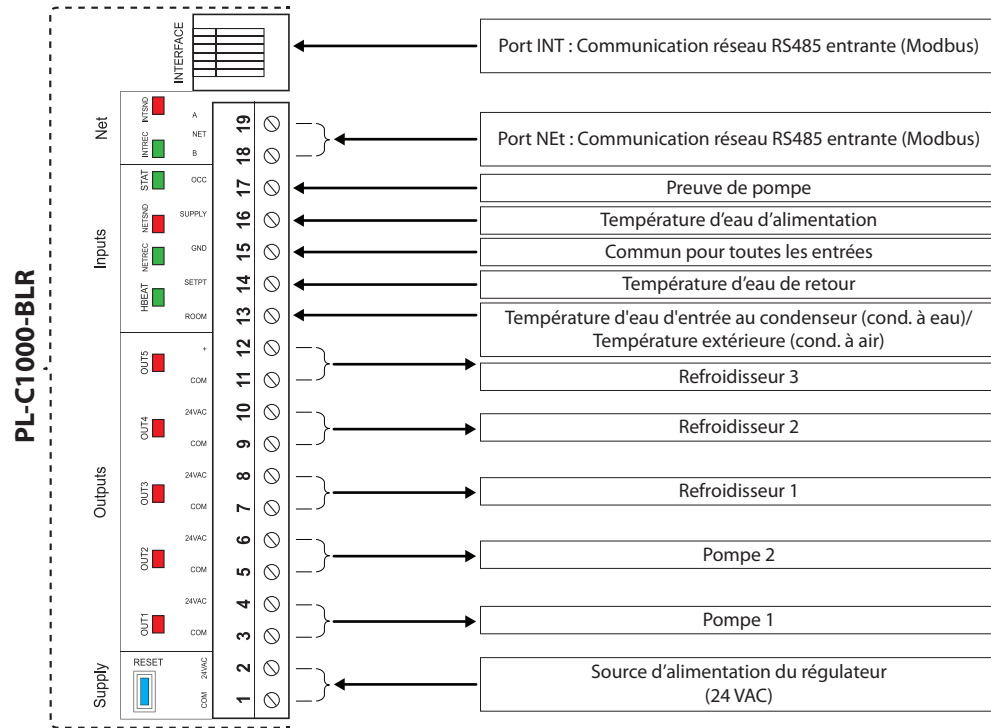 PL-C1000-BLR
INTERFACE
Port INT : Communication réseau RS485 entrante (Modbus)
Net
INTSND
INTREC
A
NET
B
19
18
Port NEt : Communication réseau RS485 entrante (Modbus)
Inputs
STAT
NETSND
NETREC
HBEAT
OCC
17
Preuve de pompe
SUPPLY
16
Température d'eau d'alimentation
GND
15
Commun pour toutes les entrées
SETPT
14
Température d'eau de retour
ROOM
13
Température d'eau d'entrée au condenseur (cond. à eau)/
Température extérieure (cond. à air)
Outputs
OUT5
+
COM
12
11
Refroidisseur 3
OUT4
24VAC
COM
10
9
Refroidisseur 2
OUT3
24VAC
COM
8
7
Refroidisseur 1
OUT2
24VAC
COM
6
5
Pompe 2
OUT1
24VAC
COM
4
3
Pompe 1
Supply
RESET
24VAC
COM
2
1
Source d'alimentation du régulateur
(24 VAC)